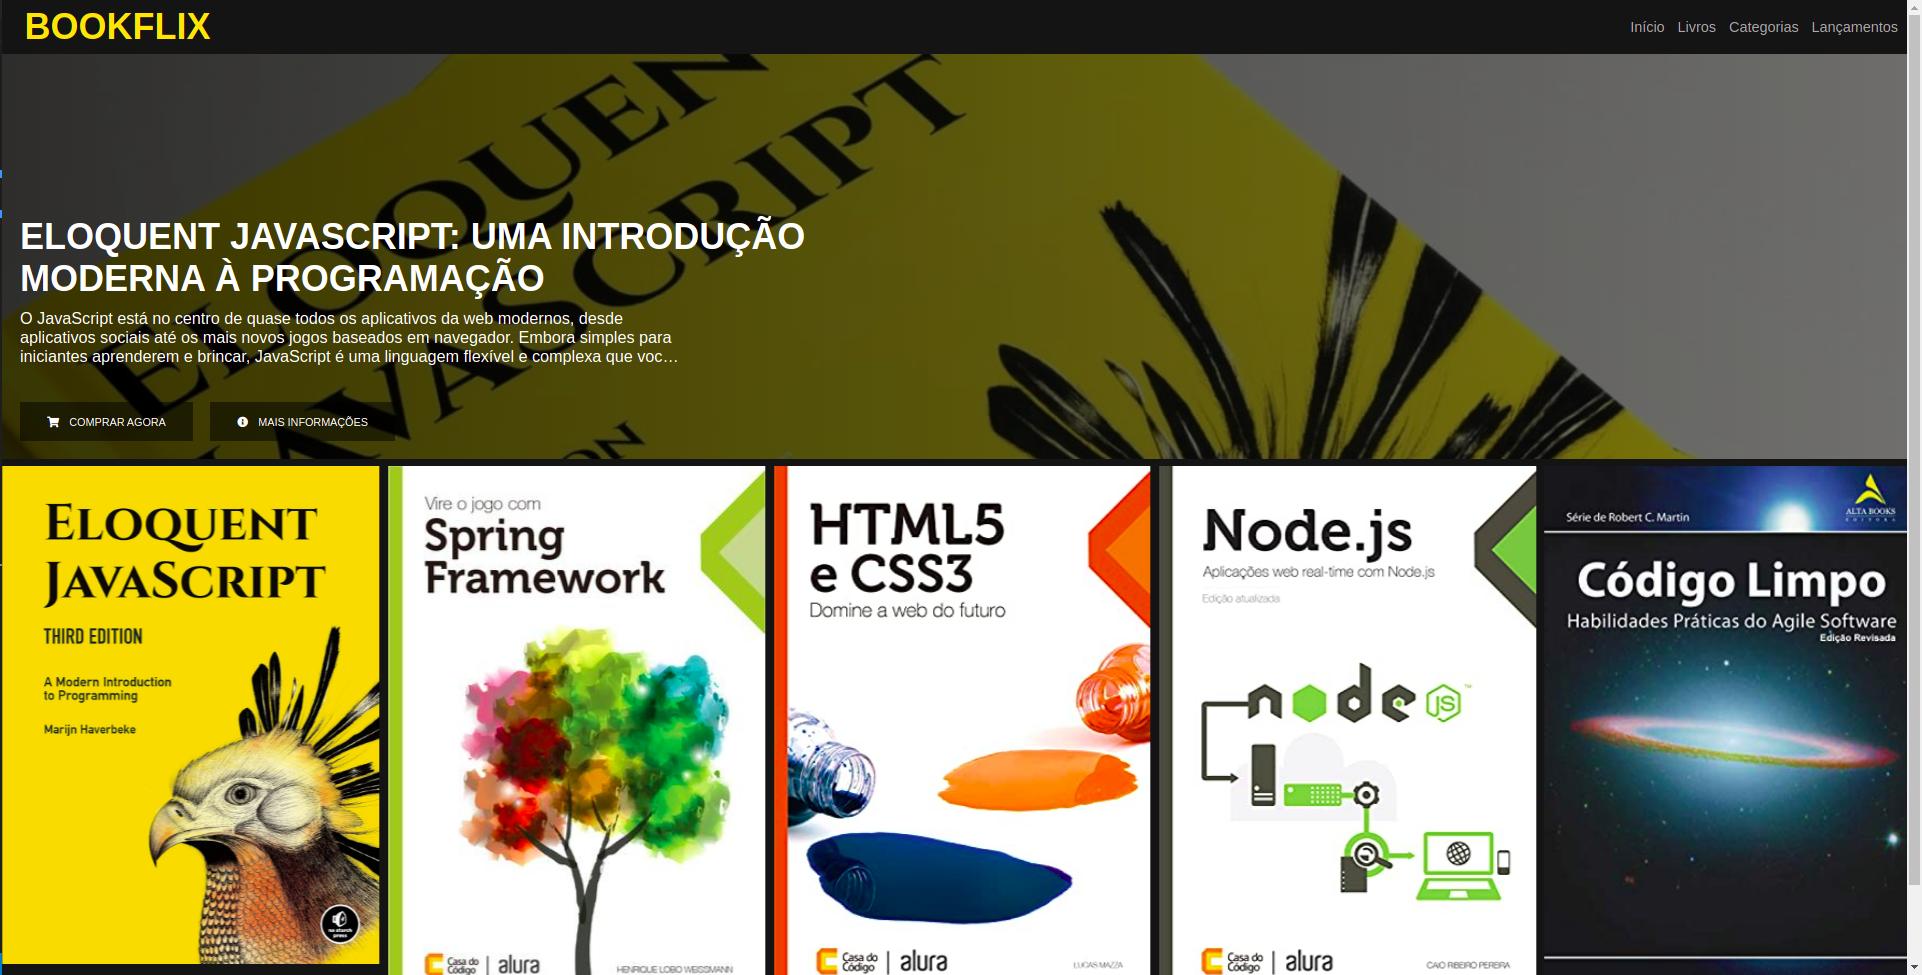 BOOKFLIX
Início Livros Categorias Lançamentos
ELOQUENT
JAVASCRIPT
ELOQUENT JAVASCRIPT: UMA INTRODUÇÃO
MODERNA À PROGRAMAÇÃO
O JavaScript está no centro de quase todos os aplicativos da web modernos, desde
aplicativos sociais até os mais novos jogos baseados em navegador. Embora simples para
iniciantes aprenderem e brincar, JavaScript é uma linguagem flexível e complexa que voc…
COMPRAR AGORA
MAIS INFORMAÇÕES
ELOQUENT
JAVASCRIPT
THIRD EDITION
A Modern Introduction
to Programming
Marijn Haverbeke
no starch
press
Vire o jogo com
Spring
Framework
Casa do
Código
alura
HENRIQUE LOBO WEISSMANN
HTML5
e CSS3
Domine a web do futuro
Casa do
Código
alura
LUCAS MAZZA
Node.js
Aplicações web real-time com Node.js
Edição atualizada
node JS ™
Casa do
Código
alura
CAIO RIBEIRO PEREIRA
ALTA BOOKS
EDITORA
Série de Robert C. Martin
Código Limpo
Habilidades Práticas do Agile Software
Edição Revisada